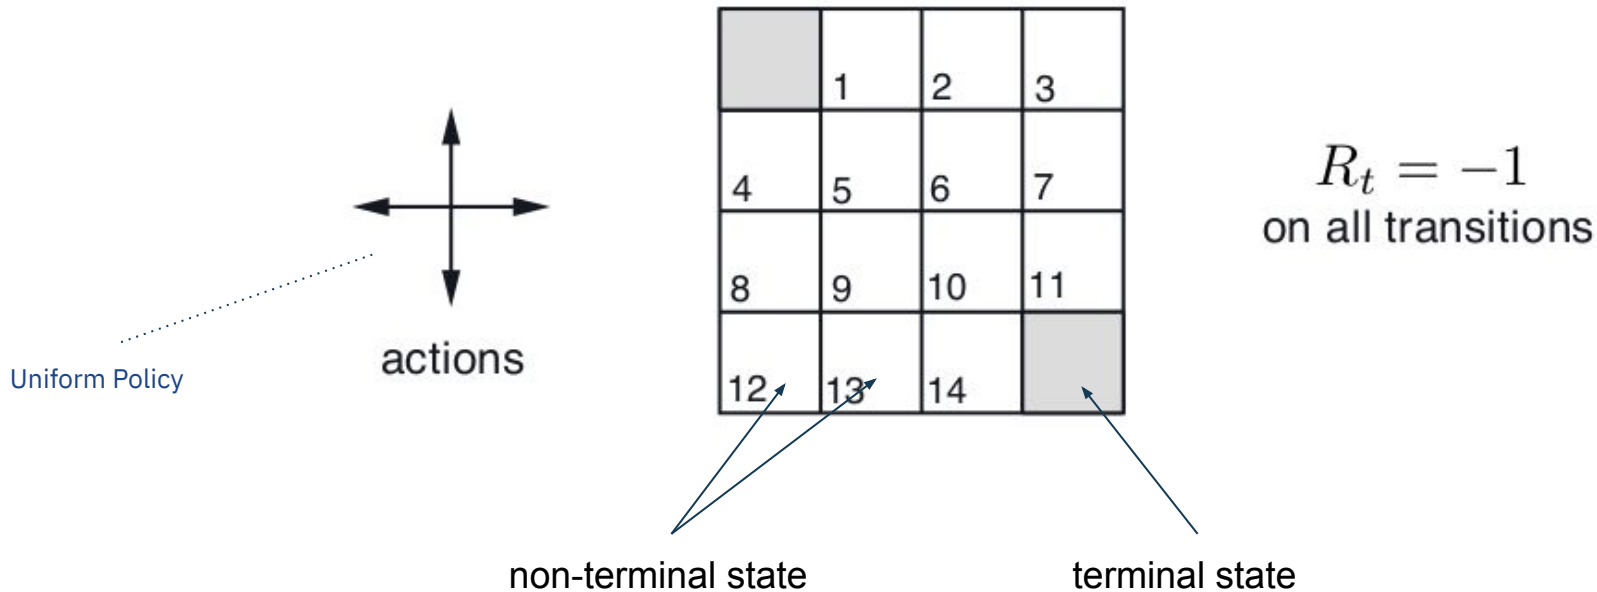 1 2 3
4 5 6 7
8 9 10 11
12 13 14
R_t = −1
on all transitions
actions
Uniform Policy
non-terminal state
terminal state